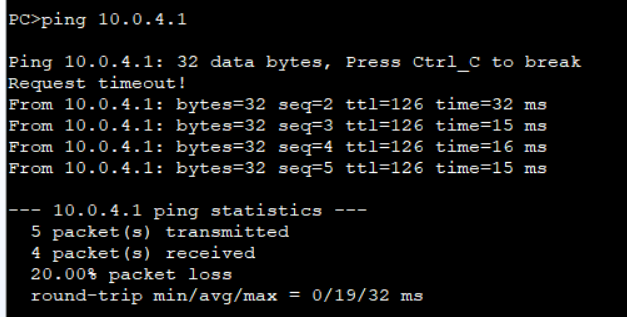 PC>ping 10.0.4.1

Ping 10.0.4.1: 32 data bytes, Press Ctrl_C to break
Request timeout!
From 10.0.4.1: bytes=32 seq=2 ttl=126 time=32 ms
From 10.0.4.1: bytes=32 seq=3 ttl=126 time=15 ms
From 10.0.4.1: bytes=32 seq=4 ttl=126 time=16 ms
From 10.0.4.1: bytes=32 seq=5 ttl=126 time=15 ms

--- 10.0.4.1 ping statistics ---
  5 packet(s) transmitted
  4 packet(s) received
  20.00% packet loss
  round-trip min/avg/max = 0/19/32 ms